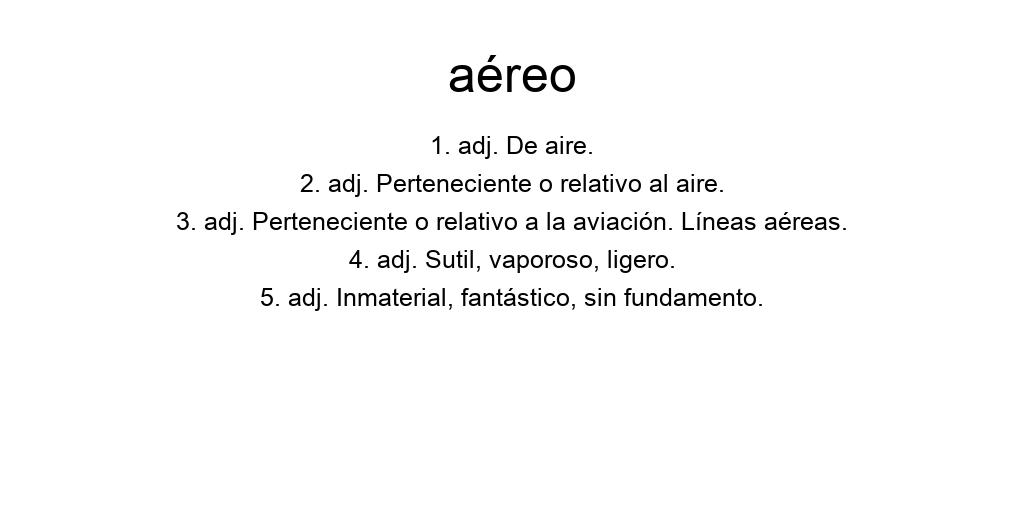 aéreo
1. adj. De aire.
2. adj. Perteneciente o relativo al aire.
3. adj. Perteneciente o relativo a la aviación. Líneas aéreas.
4. adj. Sutil, vaporoso, ligero.
5. adj. Inmaterial, fantástico, sin fundamento.